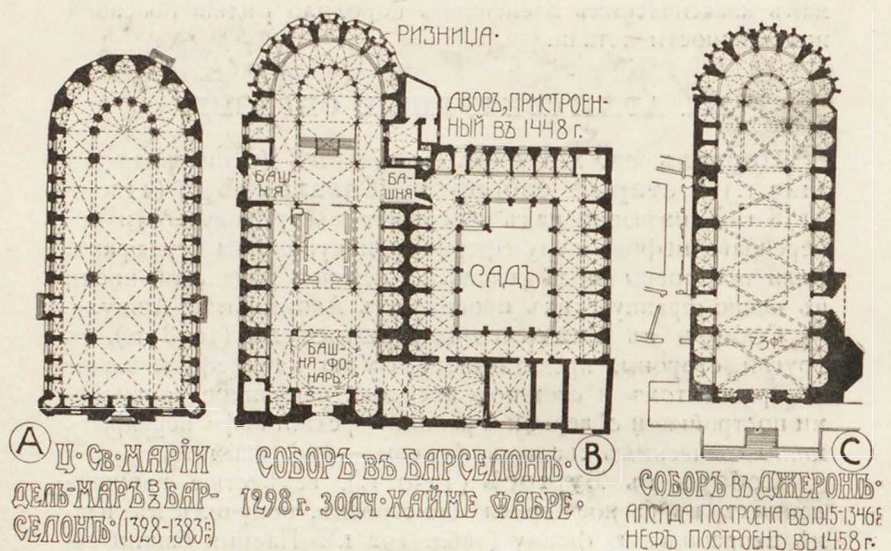 РИЗНИЦА·
ДВОРЪ, ПРИСТРОЕН-
НЫЙ ВЪ 1448 г.
БАШ-
НЯ
БА-
ШНЯ
САДЪ
БАШ-
НЯ-ФО-
НАРЬ
73Ф.
A
Ц·СВ·МАРІИ
ДЕЛЬ-МАРЪ ВЪ БАР-
СЕЛОНѢ·(1328-1383 г.)
B
СОБОРЪ ВЪ БАРСЕЛОНѢ·
1298 г. ЗОДЧ·ХАЙМЕ ФАБРЕ·
C
СОБОРЪ ВЪ ДЖЕРОНѢ·
АПСИДА ПОСТРОЕНА ВЪ 1015-1346 г.
НЕФЪ ПОСТРОЕНЪ ВЪ 1458 г.